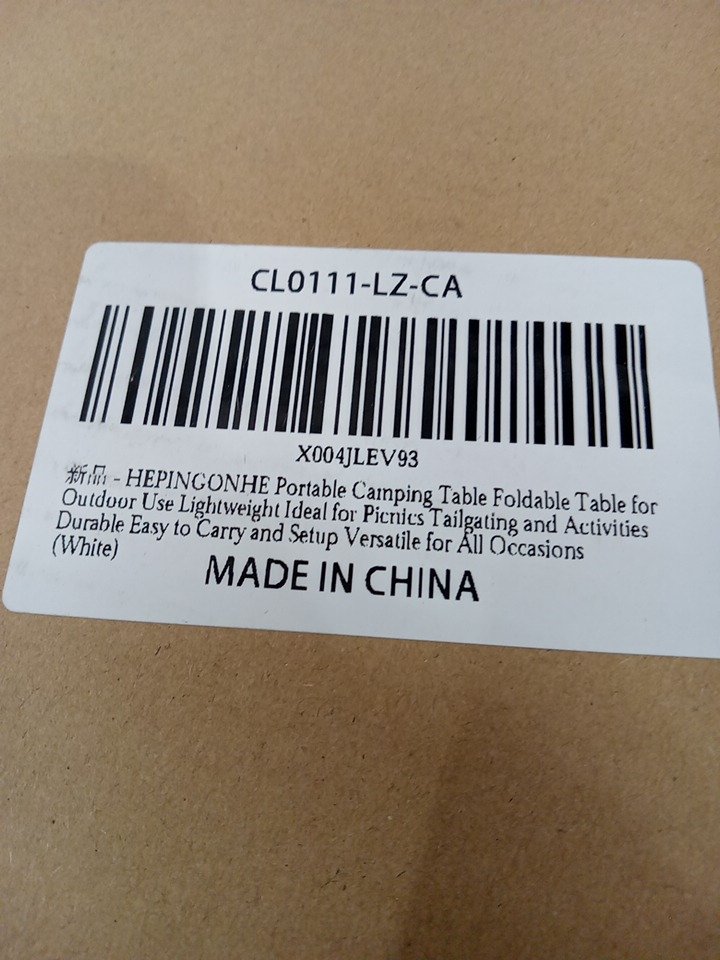 CL0111-LZ-CA
X004JLEV93
新品 - HEPINGONHE Portable Camping Table Foldable Table for
Outdoor Use Lightweight Ideal for Picnics Tailgating and Activities
Durable Easy to Carry and Setup Versatile for All Occasions
(White)
MADE IN CHINA